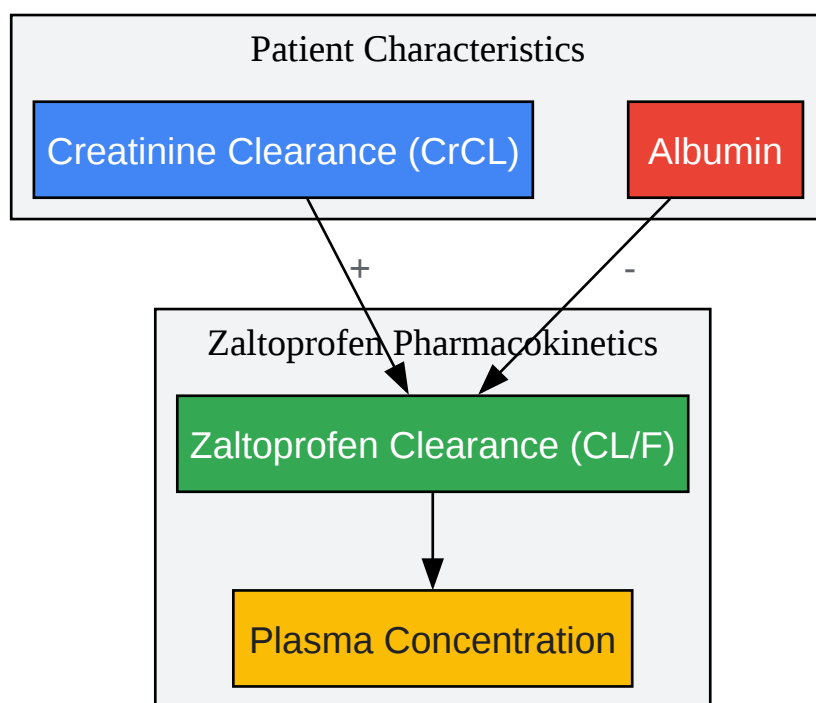 Patient Characteristics
Creatinine Clearance (CrCL)
Albumin
+
-
Zaltoprofen Pharmacokinetics
Zaltoprofen Clearance (CL/F)
Plasma Concentration